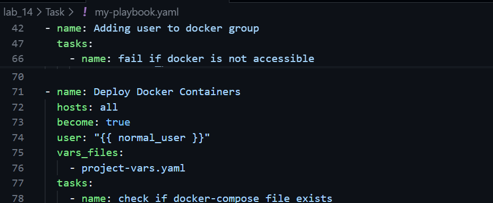 lab_14 > Task > ! my-playbook.yaml
42 - name: Adding user to docker group
47 tasks:
66 - name: fail if docker is not accessible
70
71 - name: Deploy Docker Containers
72 hosts: all
73 become: true
74 user: "{{ normal_user }}"
75 vars_files:
76 - project-vars.yaml
77 tasks:
78 - name: check if docker-compose file exists